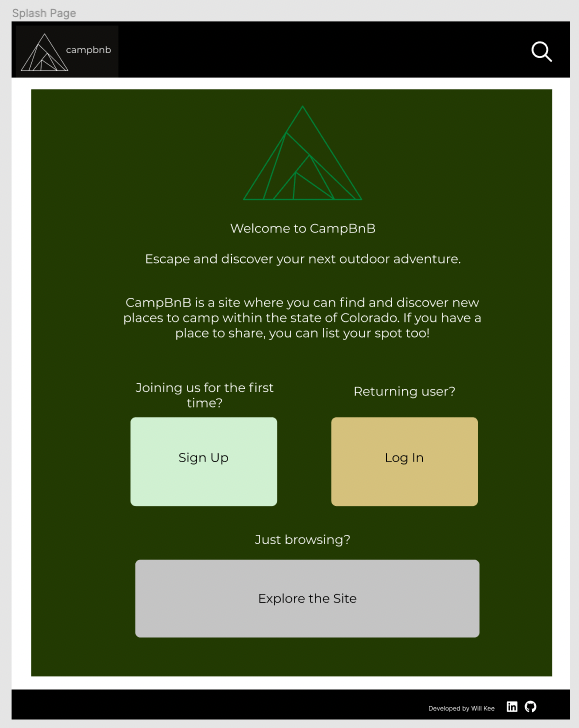 Splash Page
campbnb
Welcome to CampBnB
Escape and discover your next outdoor adventure.
CampBnB is a site where you can find and discover new
places to camp within the state of Colorado. If you have a
place to share, you can list your spot too!
Joining us for the first
time?
Returning user?
Sign Up
Log In
Just browsing?
Explore the Site
Developed by Will Kee